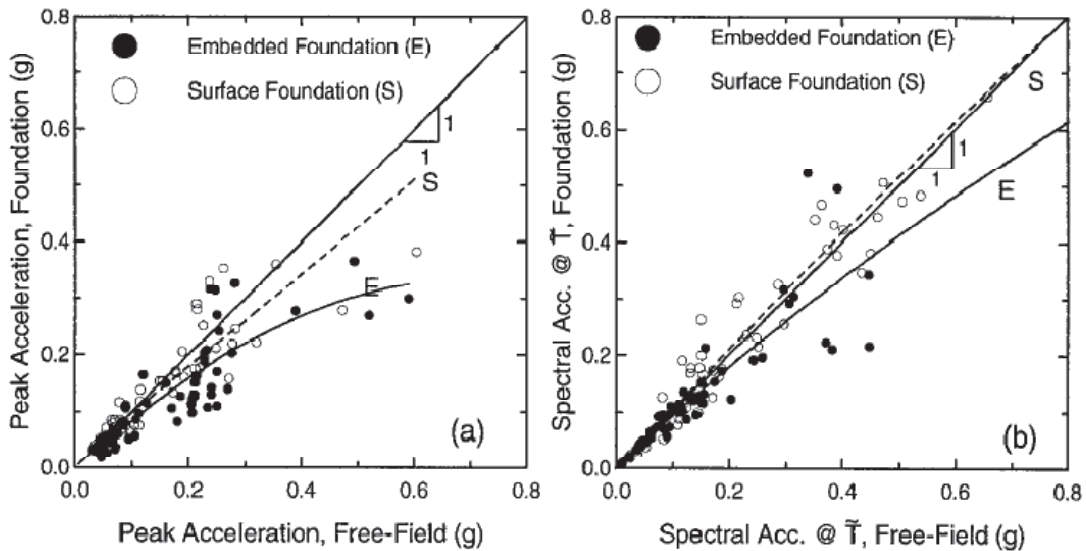 Peak Acceleration, Foundation (g)
0.8
0.6
0.4
0.2
0.0
Embedded Foundation (E)
Surface Foundation (S)
1
1
S
E
(a)
0.0 0.2 0.4 0.6 0.8
Peak Acceleration, Free-Field (g)
Spectral Acc. @ T̃, Foundation (g)
0.8
0.6
0.4
0.2
0.0
Embedded Foundation (E)
Surface Foundation (S)
S
1
1
E
(b)
0.0 0.2 0.4 0.6 0.8
Spectral Acc. @ T̃, Free-Field (g)